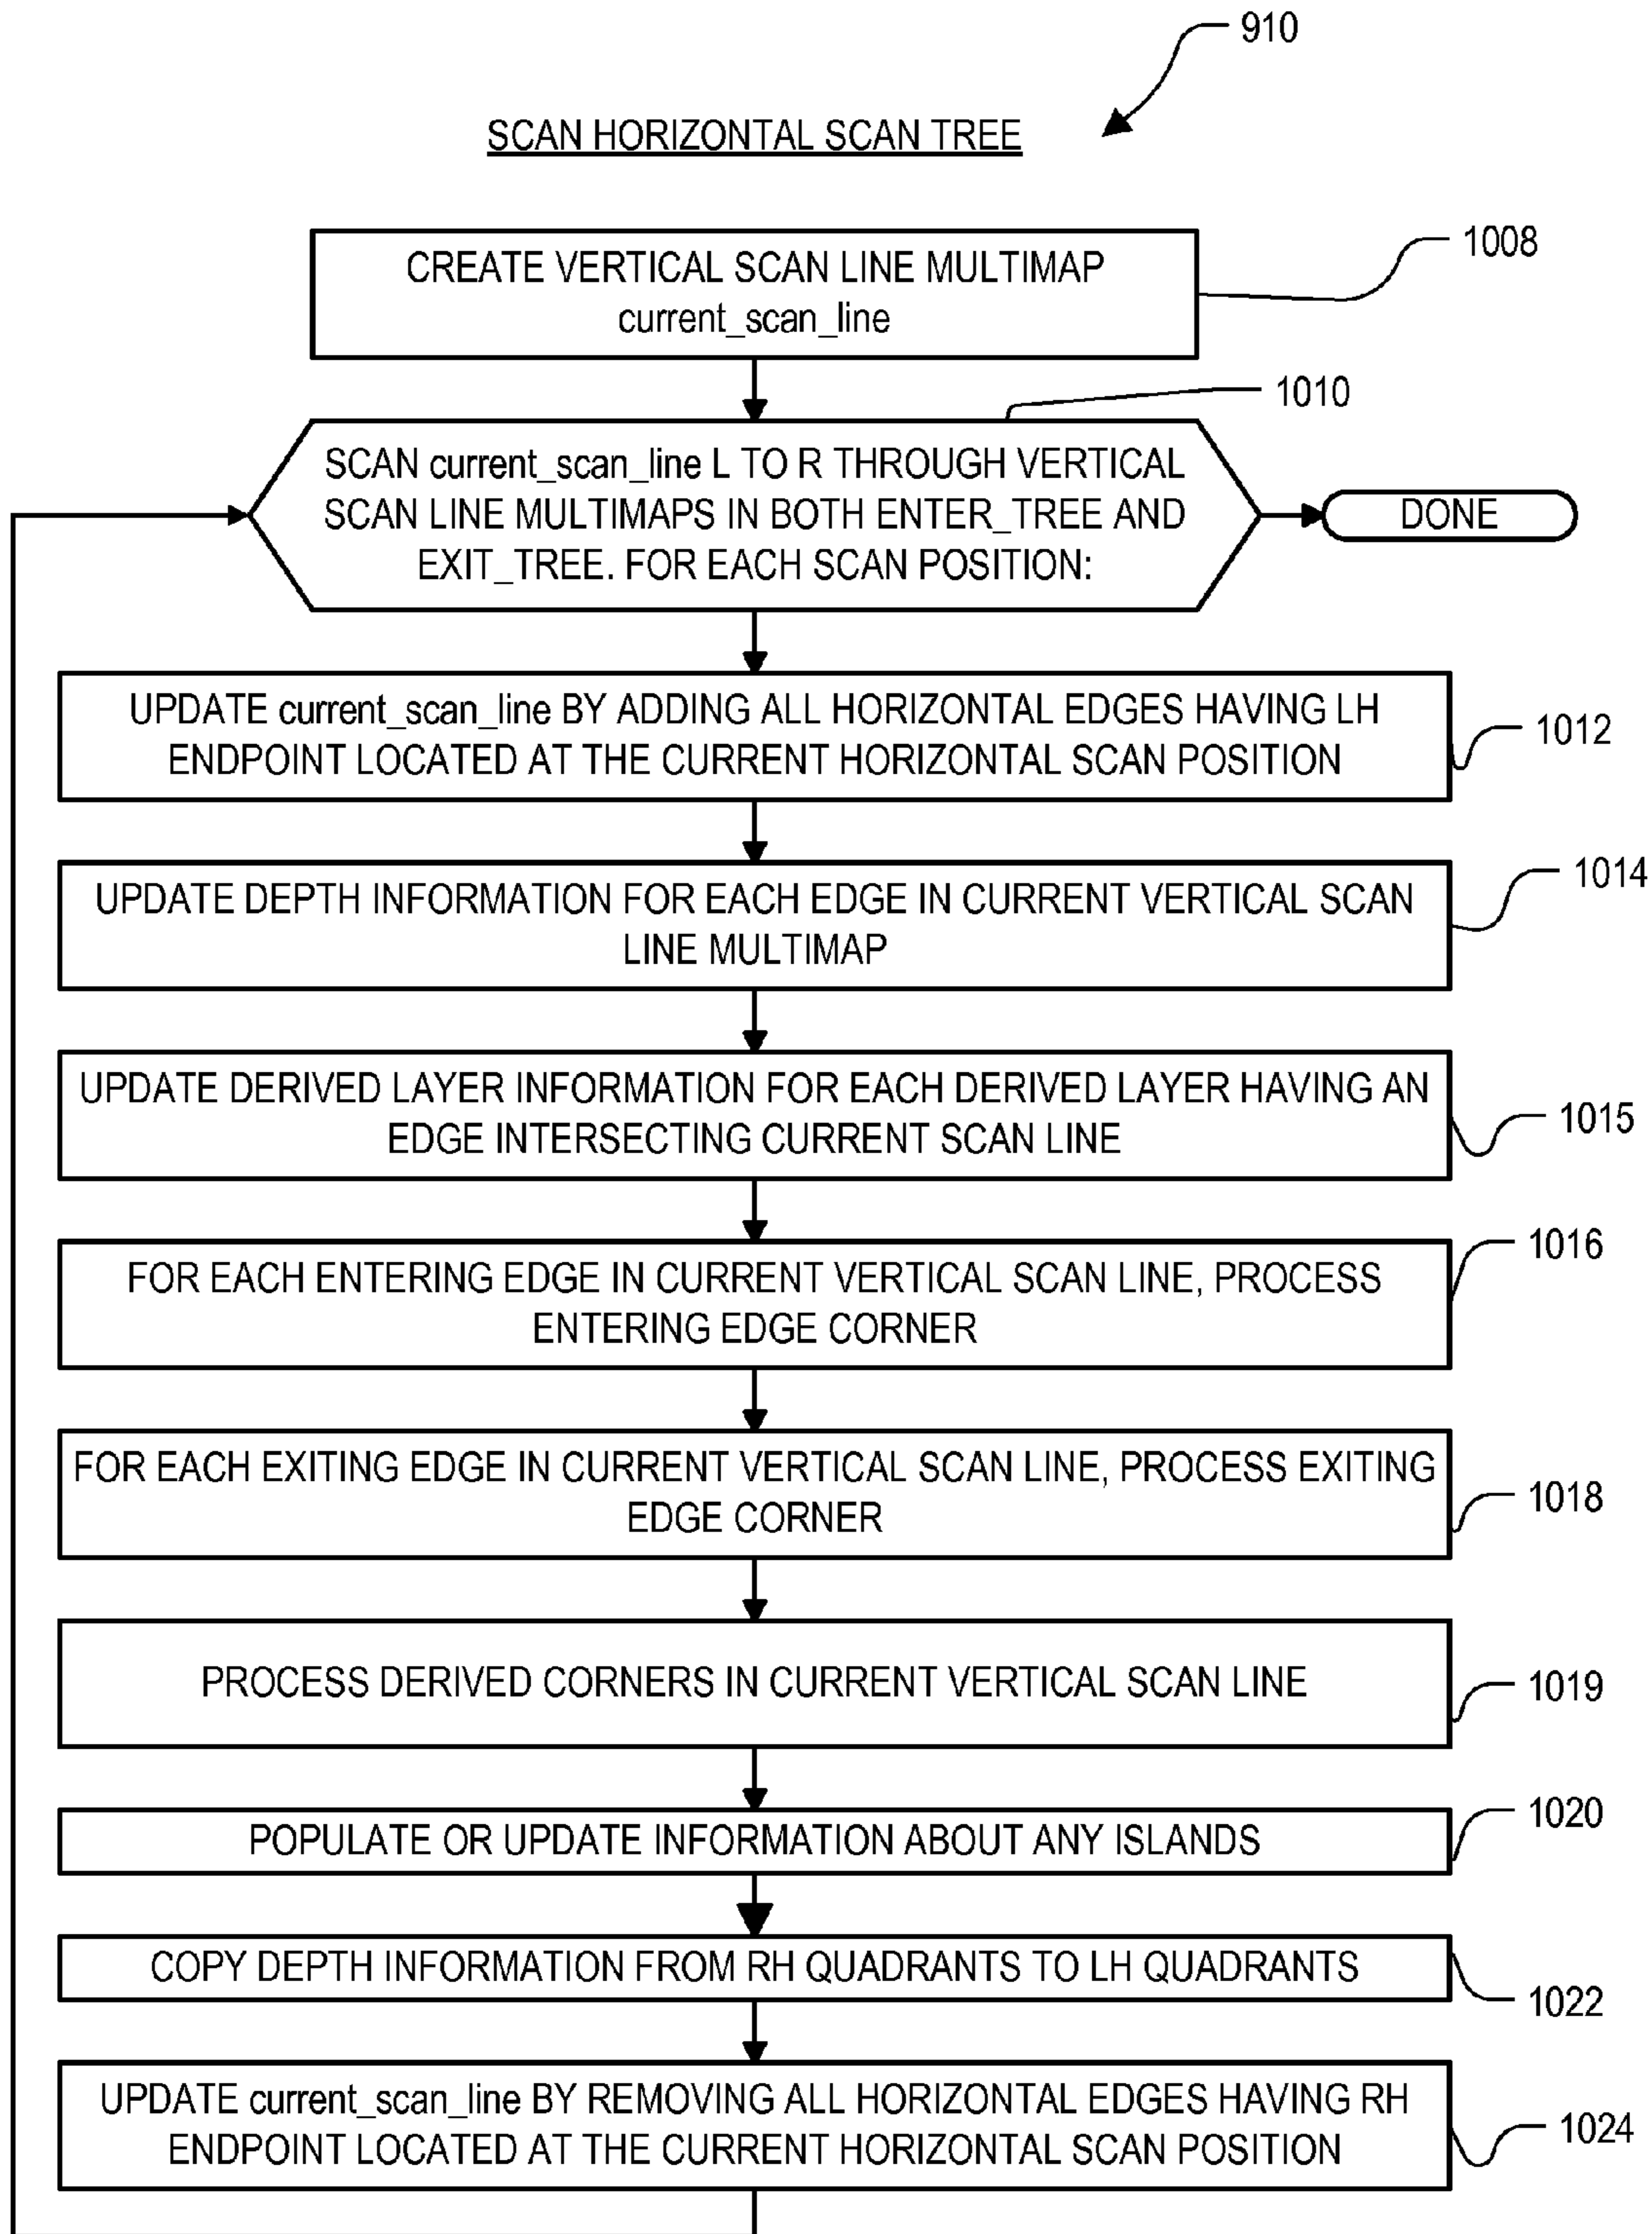 910
SCAN HORIZONTAL SCAN TREE
CREATE VERTICAL SCAN LINE MULTIMAP
current_scan_line
1008
1010
SCAN current_scan_line L TO R THROUGH VERTICAL
SCAN LINE MULTIMAPS IN BOTH ENTER_TREE AND
EXIT_TREE. FOR EACH SCAN POSITION:
DONE
UPDATE current_scan_line BY ADDING ALL HORIZONTAL EDGES HAVING LH
ENDPOINT LOCATED AT THE CURRENT HORIZONTAL SCAN POSITION
1012
UPDATE DEPTH INFORMATION FOR EACH EDGE IN CURRENT VERTICAL SCAN
LINE MULTIMAP
1014
UPDATE DERIVED LAYER INFORMATION FOR EACH DERIVED LAYER HAVING AN
EDGE INTERSECTING CURRENT SCAN LINE
1015
FOR EACH ENTERING EDGE IN CURRENT VERTICAL SCAN LINE, PROCESS
ENTERING EDGE CORNER
1016
FOR EACH EXITING EDGE IN CURRENT VERTICAL SCAN LINE, PROCESS EXITING
EDGE CORNER
1018
PROCESS DERIVED CORNERS IN CURRENT VERTICAL SCAN LINE
1019
POPULATE OR UPDATE INFORMATION ABOUT ANY ISLANDS
1020
COPY DEPTH INFORMATION FROM RH QUADRANTS TO LH QUADRANTS
1022
UPDATE current_scan_line BY REMOVING ALL HORIZONTAL EDGES HAVING RH
ENDPOINT LOCATED AT THE CURRENT HORIZONTAL SCAN POSITION
1024